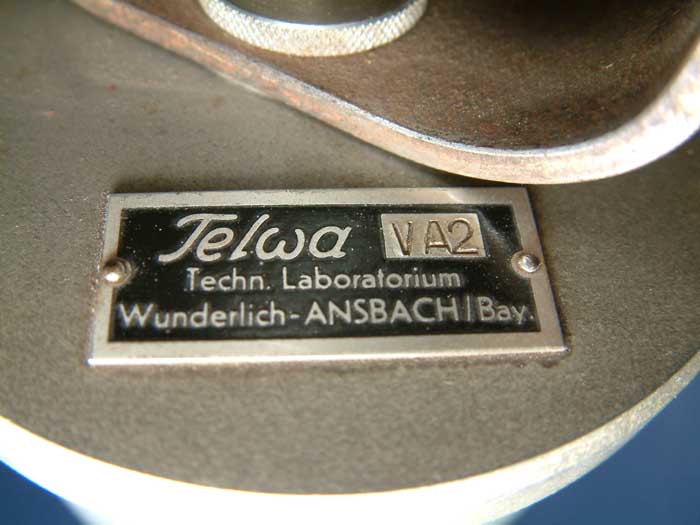 Telwa VA2
Techn. Laboratorium
Wunderlich-ANSBACH/Bay.